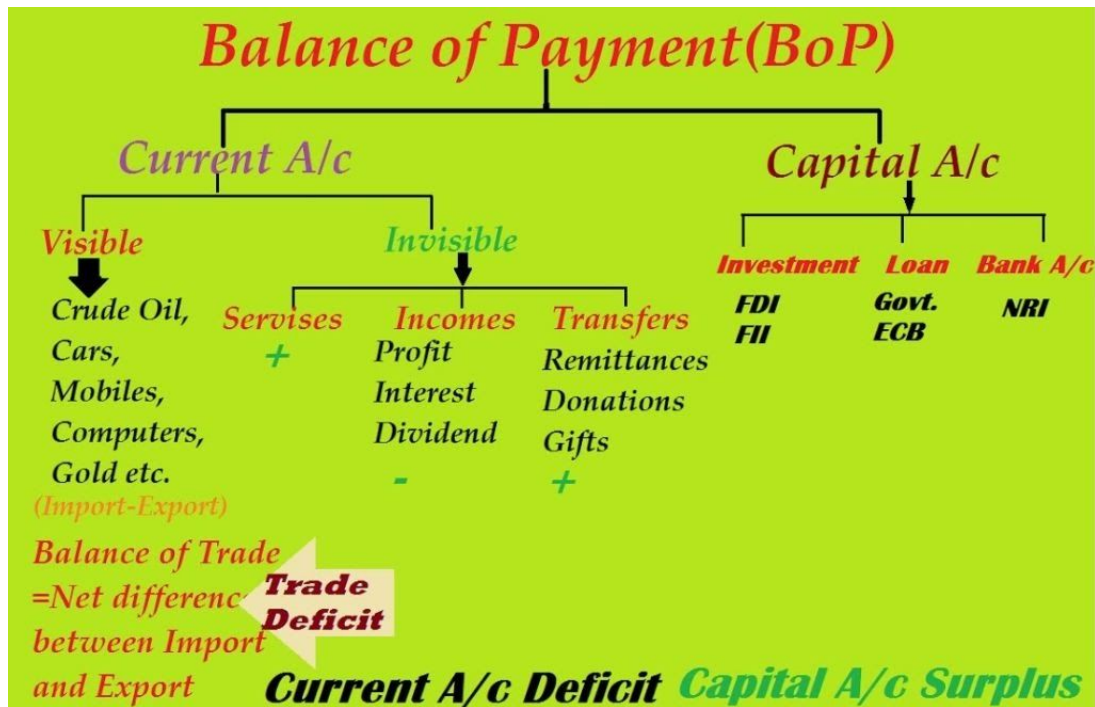 Balance of Payment(BoP)
Current A/c
Capital A/c
Visible
Invisible
Crude Oil,
Cars,
Mobiles,
Computers,
Gold etc.
(Import-Export)
Servises
+
Incomes
Profit
Interest
Dividend
-
Transfers
Remittances
Donations
Gifts
+
Investment
FDI
FII
Loan
Govt.
ECB
Bank A/c
NRI
Balance of Trade
=Net differenc
between Import
and Export
Trade
Deficit
Current A/c Deficit
Capital A/c Surplus